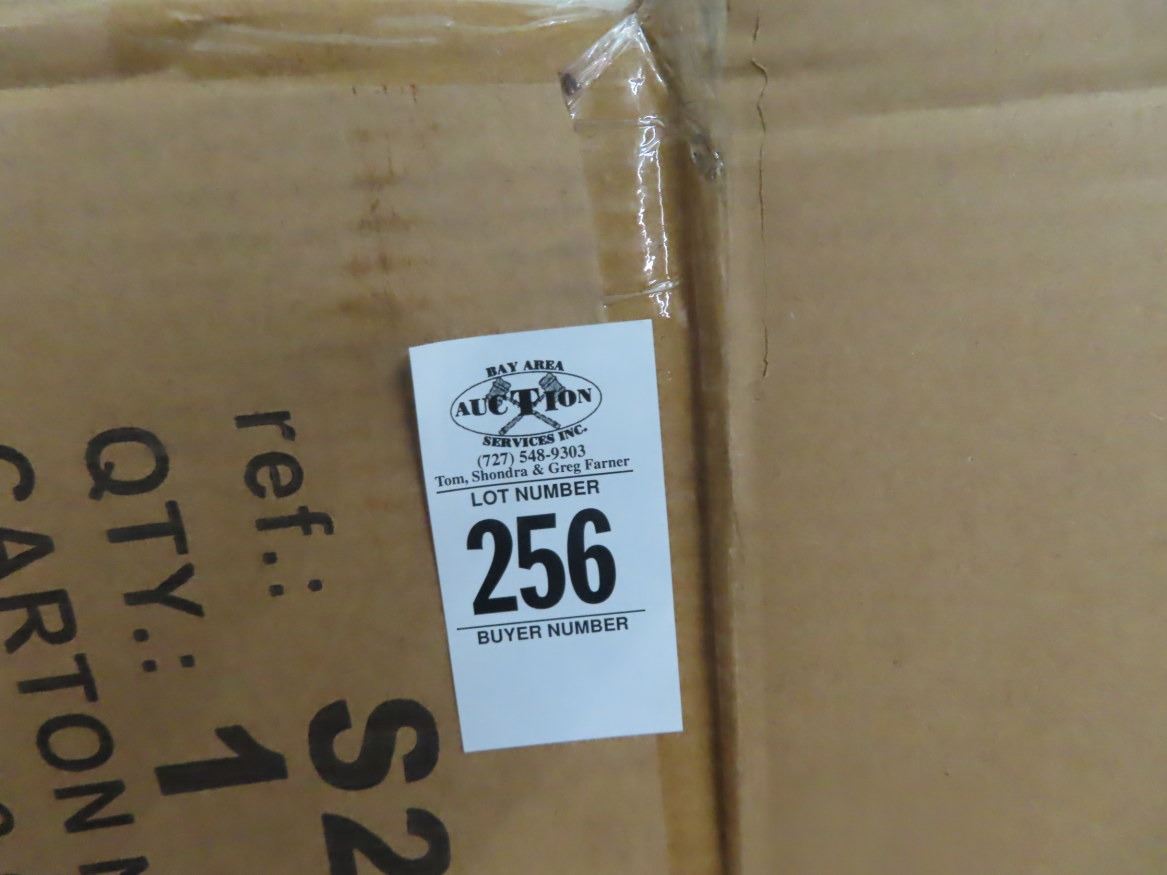 BAY AREA
AUCTION
SERVICES INC.
(727) 548-9303
Tom, Shondra & Greg Farner
LOT NUMBER
256
BUYER NUMBER
ref.: S2
QTY.: 1
CARTON